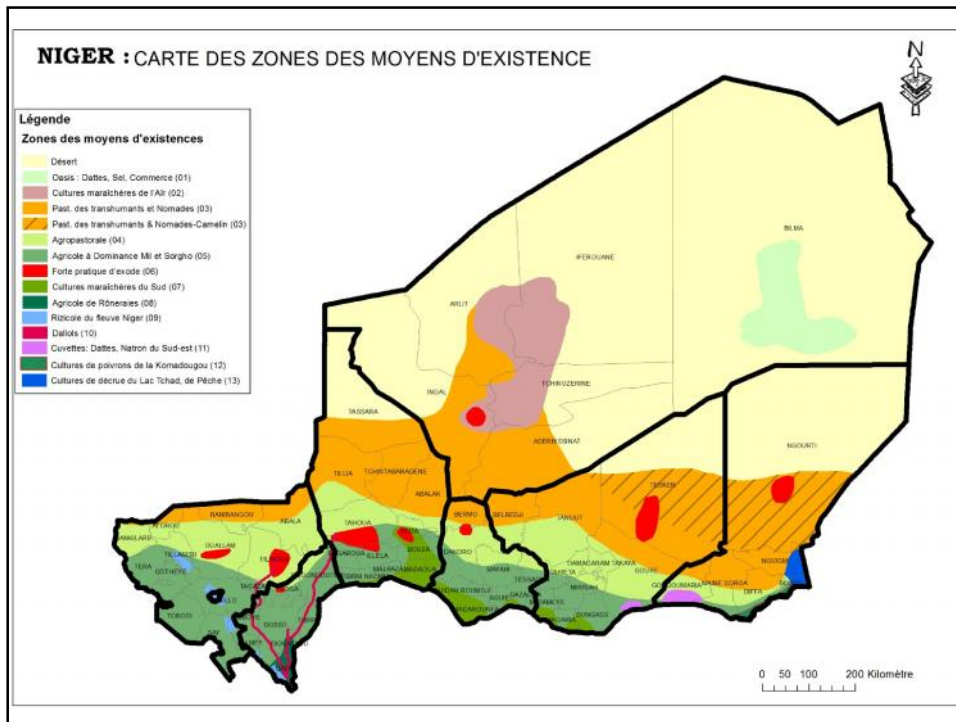 NIGER : CARTE DES ZONES DES MOYENS D'EXISTENCE
N
Légende
Zones des moyens d'existences
Désert
Oasis : Dattes, Sel, Commerce (01)
Cultures maraîchères de l'Aïr (02)
Past. des transhumants et Nomades (03)
Past. des transhumants & Nomades-Camelin (03)
Agropastorale (04)
Agricole à Dominance Mil et Sorgho (05)
Forte pratique d'exode (06)
Cultures maraîchères du Sud (07)
Agricole de Rôneraies (08)
Rizicole du fleuve Niger (09)
Dallols (10)
Cuvettes: Dattes, Natron du Sud-est (11)
Cultures de poivrons de la Komadougou (12)
Cultures de décrue du Lac Tchad, de Pêche (13)
BILMA
IFEROUANE
ARLIT
TCHIROZERINE
INGAL
TASSARA
ADERBISSINAT
NGOURTI
TILLIA
TCHINTABARADENE
ABALAK
TESKER
BERMO
BELBEDJI
TANOUT
BANIBANGOU
ABALA
TAHOUA
OUALLAM
TILLABERI
TERA
GOTHEYE
ILLELA
BOUZA
DAKORO
MAYAHI
DAMAGARAM TAKAYA
GOURE
MIRRIAH
MAINE SOROA
DIFFA
TORODI
SAY
DOSSO
DUNGASS
0 50 100 200 Kilomètre